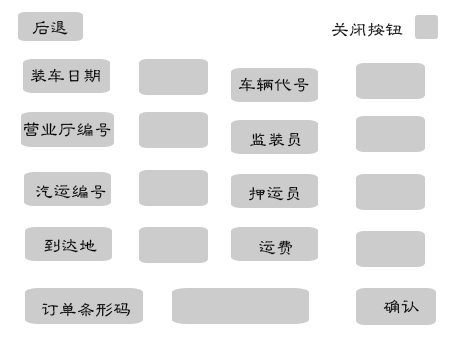 后退 关闭按钮
装车日期 车辆代号
营业厅编号 监装员
汽运编号 押运员
到达地 运费
订单条形码 确认